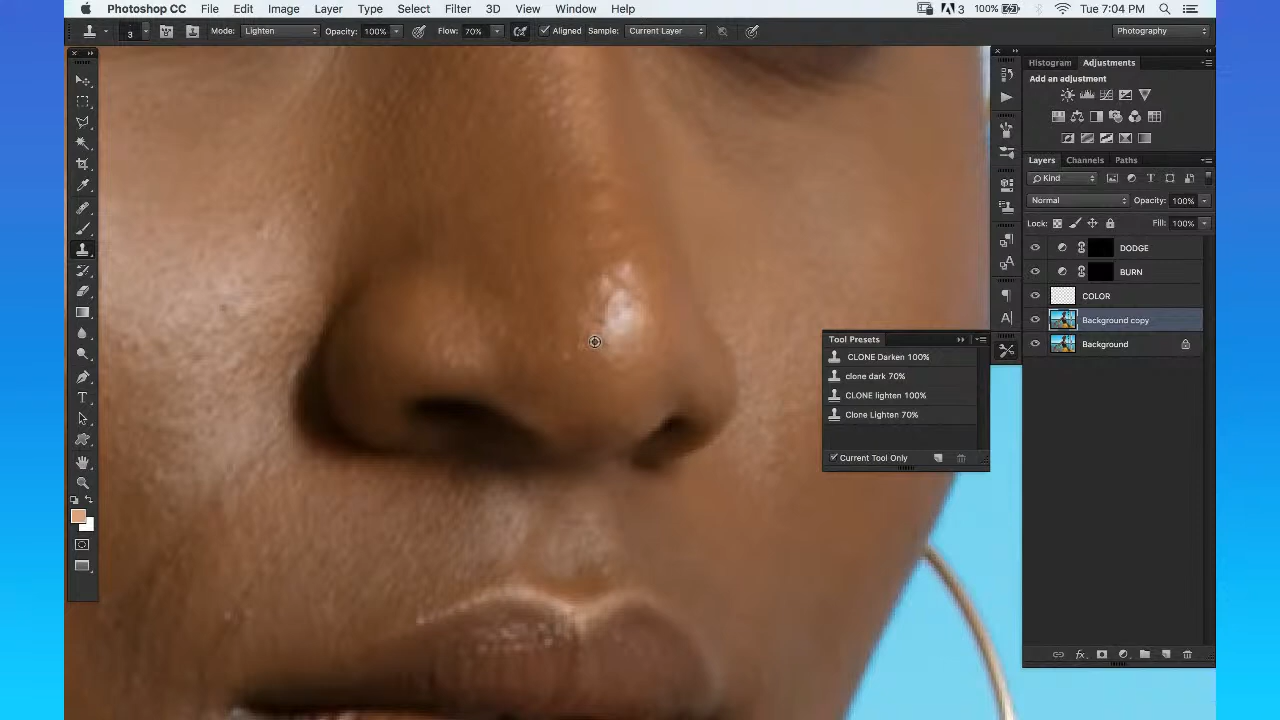 Photoshop CC File Edit Image Layer Type Select Filter 3D View Window Help 3 100% Tue 7:04 PM
3 Mode: Lighten Opacity: 100% Flow: 70% Aligned Sample: Current Layer Photography
Histogram Adjustments
Add an adjustment
Layers Channels Paths
Kind
Normal Opacity: 100%
Lock: Fill: 100%
DODGE
BURN
COLOR
Background copy
Background
Tool Presets
CLONE Darken 100%
clone dark 70%
CLONE lighten 100%
Clone Lighten 70%
Current Tool Only